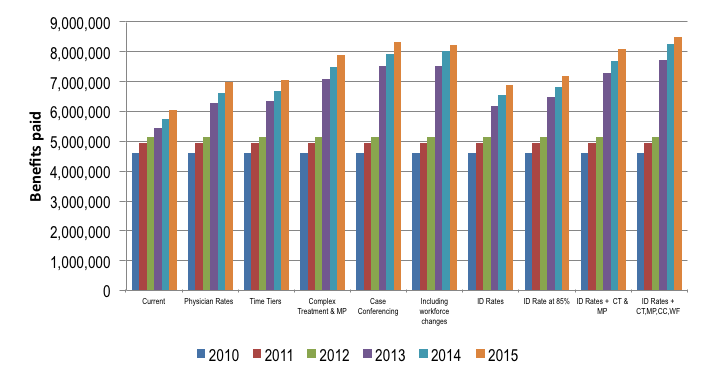 Benefits paid
9,000,000
8,000,000
7,000,000
6,000,000
5,000,000
4,000,000
3,000,000
2,000,000
1,000,000
0
Current
Physician Rates
Time Tiers
Complex
Treatment & MP
Case
Conferencing
Including
workforce
changes
ID Rates
ID Rate at 85%
ID Rates + CT &
MP
ID Rates +
CT,MP,CC,WF
2010 2011 2012 2013 2014 2015